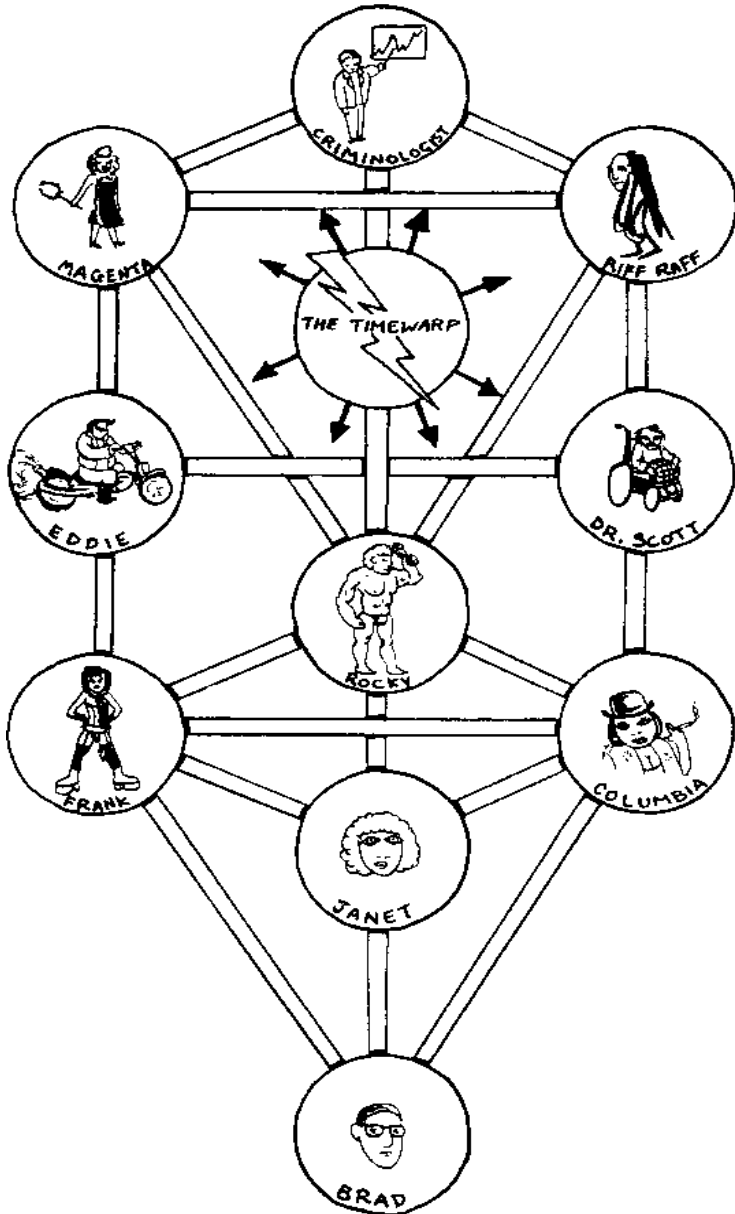 CRIMINOLOGIST
MAGENTA
RIFF RAFF
THE TIMEWARP
EDDIE
DR. SCOTT
ROCKY
FRANK
COLUMBIA
JANET
BRAD